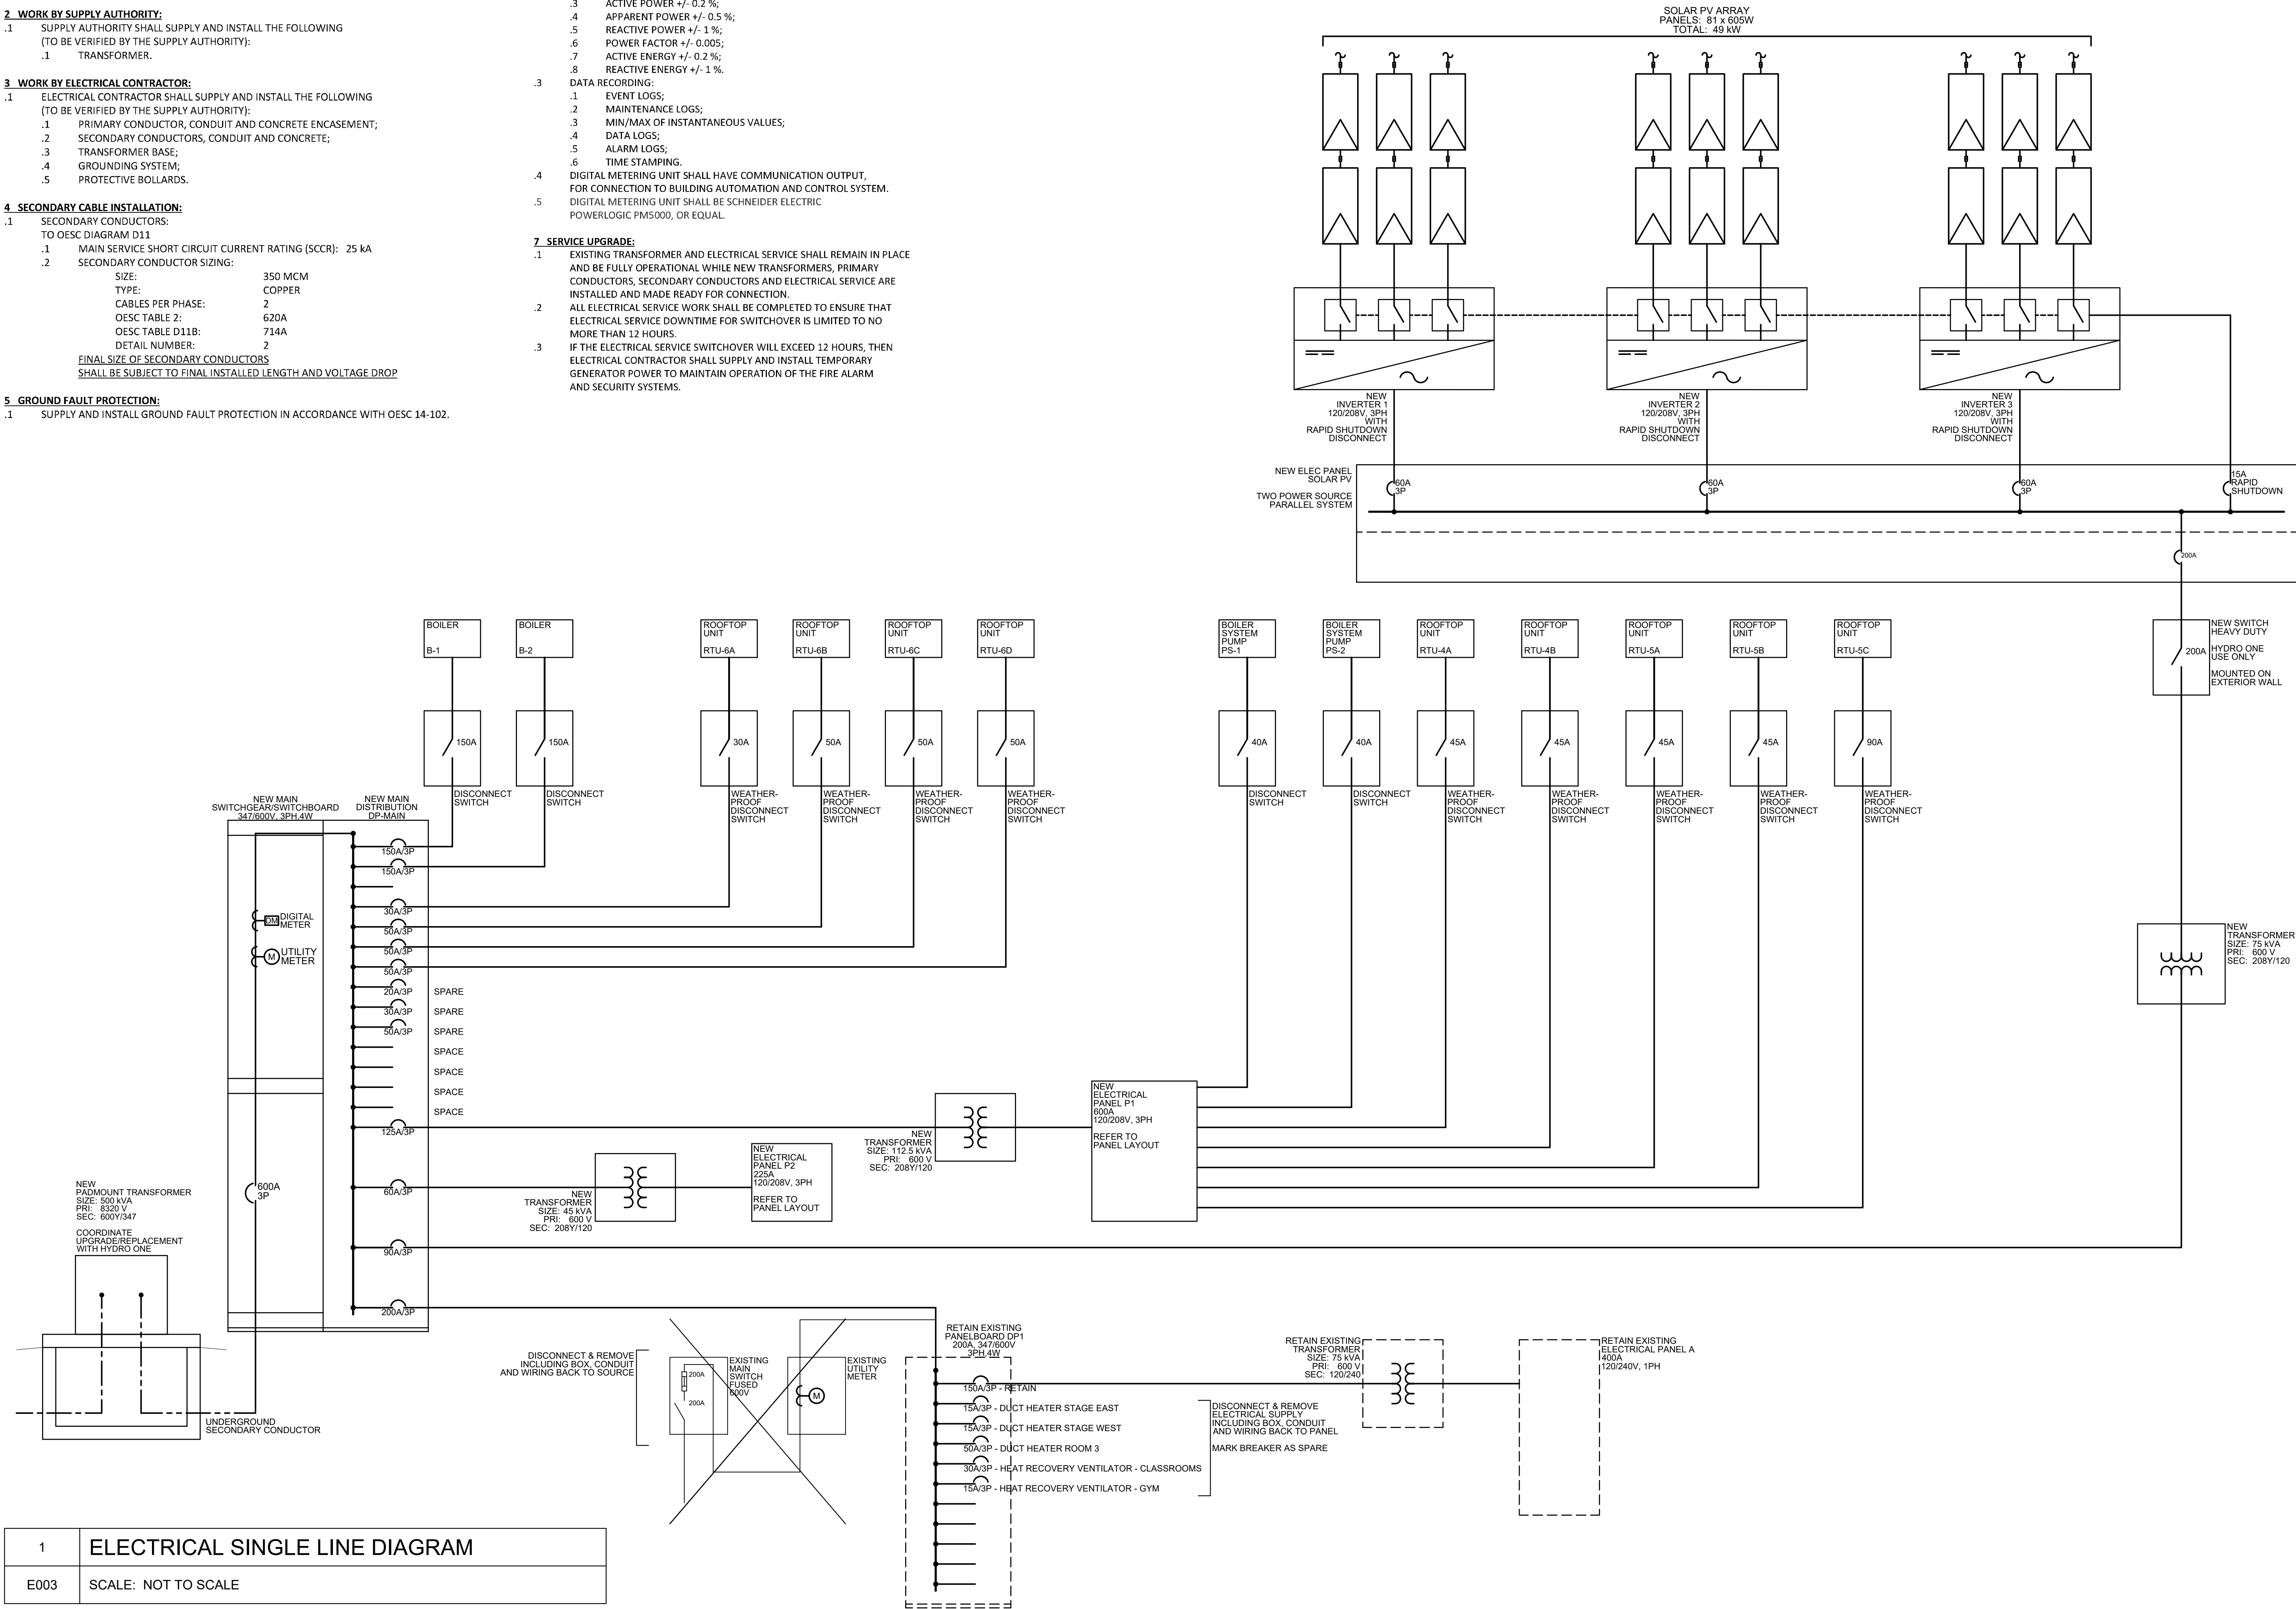 2 WORK BY SUPPLY AUTHORITY:
.1 SUPPLY AUTHORITY SHALL SUPPLY AND INSTALL THE FOLLOWING
(TO BE VERIFIED BY THE SUPPLY AUTHORITY):
.1 TRANSFORMER.
3 WORK BY ELECTRICAL CONTRACTOR:
.1 ELECTRICAL CONTRACTOR SHALL SUPPLY AND INSTALL THE FOLLOWING
(TO BE VERIFIED BY THE SUPPLY AUTHORITY):
.1 PRIMARY CONDUCTOR, CONDUIT AND CONCRETE ENCASEMENT;
.2 SECONDARY CONDUCTORS, CONDUIT AND CONCRETE;
.3 TRANSFORMER BASE;
.4 GROUNDING SYSTEM;
.5 PROTECTIVE BOLLARDS.
4 SECONDARY CABLE INSTALLATION:
.1 SECONDARY CONDUCTORS:
TO OESC DIAGRAM D11
.1 MAIN SERVICE SHORT CIRCUIT CURRENT RATING (SCCR): 25 kA
.2 SECONDARY CONDUCTOR SIZING:
SIZE: 350 MCM
TYPE: COPPER
CABLES PER PHASE: 2
OESC TABLE 2: 620A
OESC TABLE D11B: 714A
DETAIL NUMBER: 2
FINAL SIZE OF SECONDARY CONDUCTORS
SHALL BE SUBJECT TO FINAL INSTALLED LENGTH AND VOLTAGE DROP
5 GROUND FAULT PROTECTION:
.1 SUPPLY AND INSTALL GROUND FAULT PROTECTION IN ACCORDANCE WITH OESC 14-102.
.3 ACTIVE POWER +/- 0.2 %;
.4 APPARENT POWER +/- 0.5 %;
.5 REACTIVE POWER +/- 1 %;
.6 POWER FACTOR +/- 0.005;
.7 ACTIVE ENERGY +/- 0.2 %;
.8 REACTIVE ENERGY +/- 1 %.
.3 DATA RECORDING:
.1 EVENT LOGS;
.2 MAINTENANCE LOGS;
.3 MIN/MAX OF INSTANTANEOUS VALUES;
.4 DATA LOGS;
.5 ALARM LOGS;
.6 TIME STAMPING.
.4 DIGITAL METERING UNIT SHALL HAVE COMMUNICATION OUTPUT,
FOR CONNECTION TO BUILDING AUTOMATION AND CONTROL SYSTEM.
.5 DIGITAL METERING UNIT SHALL BE SCHNEIDER ELECTRIC
POWERLOGIC PM5000, OR EQUAL.
7 SERVICE UPGRADE:
.1 EXISTING TRANSFORMER AND ELECTRICAL SERVICE SHALL REMAIN IN PLACE
AND BE FULLY OPERATIONAL WHILE NEW TRANSFORMERS, PRIMARY
CONDUCTORS, SECONDARY CONDUCTORS AND ELECTRICAL SERVICE ARE
INSTALLED AND MADE READY FOR CONNECTION.
.2 ALL ELECTRICAL SERVICE WORK SHALL BE COMPLETED TO ENSURE THAT
ELECTRICAL SERVICE DOWNTIME FOR SWITCHOVER IS LIMITED TO NO
MORE THAN 12 HOURS.
.3 IF THE ELECTRICAL SERVICE SWITCHOVER WILL EXCEED 12 HOURS, THEN
ELECTRICAL CONTRACTOR SHALL SUPPLY AND INSTALL TEMPORARY
GENERATOR POWER TO MAINTAIN OPERATION OF THE FIRE ALARM
AND SECURITY SYSTEMS.
SOLAR PV ARRAY
PANELS: 81 x 605W
TOTAL: 49 kW
NEW
INVERTER 1
120/208V, 3PH
WITH
RAPID SHUTDOWN
DISCONNECT
NEW
INVERTER 2
120/208V, 3PH
WITH
RAPID SHUTDOWN
DISCONNECT
NEW
INVERTER 3
120/208V, 3PH
WITH
RAPID SHUTDOWN
DISCONNECT
NEW ELEC PANEL
SOLAR PV
TWO POWER SOURCE
PARALLEL SYSTEM
60A
3P
60A
3P
60A
3P
15A
RAPID
SHUTDOWN
200A
NEW SWITCH
HEAVY DUTY
HYDRO ONE
USE ONLY
MOUNTED ON
EXTERIOR WALL
200A
NEW
TRANSFORMER
SIZE: 75 kVA
PRI: 600 V
SEC: 208Y/120
BOILER
B-1
BOILER
B-2
ROOFTOP
UNIT
RTU-6A
ROOFTOP
UNIT
RTU-6B
ROOFTOP
UNIT
RTU-6C
ROOFTOP
UNIT
RTU-6D
BOILER
SYSTEM
PUMP
PS-1
BOILER
SYSTEM
PUMP
PS-2
ROOFTOP
UNIT
RTU-4A
ROOFTOP
UNIT
RTU-4B
ROOFTOP
UNIT
RTU-5A
ROOFTOP
UNIT
RTU-5B
ROOFTOP
UNIT
RTU-5C
150A
150A
30A
50A
50A
50A
40A
40A
45A
45A
45A
45A
90A
DISCONNECT
SWITCH
DISCONNECT
SWITCH
WEATHER-
PROOF
DISCONNECT
SWITCH
WEATHER-
PROOF
DISCONNECT
SWITCH
WEATHER-
PROOF
DISCONNECT
SWITCH
WEATHER-
PROOF
DISCONNECT
SWITCH
DISCONNECT
SWITCH
DISCONNECT
SWITCH
WEATHER-
PROOF
DISCONNECT
SWITCH
WEATHER-
PROOF
DISCONNECT
SWITCH
WEATHER-
PROOF
DISCONNECT
SWITCH
WEATHER-
PROOF
DISCONNECT
SWITCH
WEATHER-
PROOF
DISCONNECT
SWITCH
NEW MAIN
SWITCHGEAR/SWITCHBOARD
347/600V, 3PH,4W
NEW MAIN
DISTRIBUTION
DP-MAIN
150A/3P
150A/3P
30A/3P
50A/3P
50A/3P
50A/3P
20A/3P SPARE
30A/3P SPARE
50A/3P SPARE
SPACE
SPACE
SPACE
SPACE
125A/3P
60A/3P
90A/3P
200A/3P
DM DIGITAL
METER
M UTILITY
METER
600A
3P
NEW
TRANSFORMER
SIZE: 112.5 kVA
PRI: 600 V
SEC: 208Y/120
NEW
ELECTRICAL
PANEL P1
600A
120/208V, 3PH
REFER TO
PANEL LAYOUT
NEW
TRANSFORMER
SIZE: 45 kVA
PRI: 600 V
SEC: 208Y/120
NEW
ELECTRICAL
PANEL P2
225A
120/208V, 3PH
REFER TO
PANEL LAYOUT
NEW
PADMOUNT TRANSFORMER
SIZE: 500 kVA
PRI: 8320 V
SEC: 600Y/347
COORDINATE
UPGRADE/REPLACEMENT
WITH HYDRO ONE
UNDERGROUND
SECONDARY CONDUCTOR
DISCONNECT & REMOVE
INCLUDING BOX, CONDUIT
AND WIRING BACK TO SOURCE
200A
200A
EXISTING
MAIN
SWITCH
FUSED
600V
M
EXISTING
UTILITY
METER
RETAIN EXISTING
PANELBOARD DP1
200A, 347/600V
3PH,4W
150A/3P - RETAIN
15A/3P - DUCT HEATER STAGE EAST
15A/3P - DUCT HEATER STAGE WEST
50A/3P - DUCT HEATER ROOM 3
30A/3P - HEAT RECOVERY VENTILATOR - CLASSROOMS
15A/3P - HEAT RECOVERY VENTILATOR - GYM
DISCONNECT & REMOVE
ELECTRICAL SUPPLY
INCLUDING BOX, CONDUIT
AND WIRING BACK TO PANEL
MARK BREAKER AS SPARE
RETAIN EXISTING
TRANSFORMER
SIZE: 75 kVA
PRI: 600 V
SEC: 120/240
RETAIN EXISTING
ELECTRICAL PANEL A
400A
120/240V, 1PH
1 ELECTRICAL SINGLE LINE DIAGRAM
E003 SCALE: NOT TO SCALE